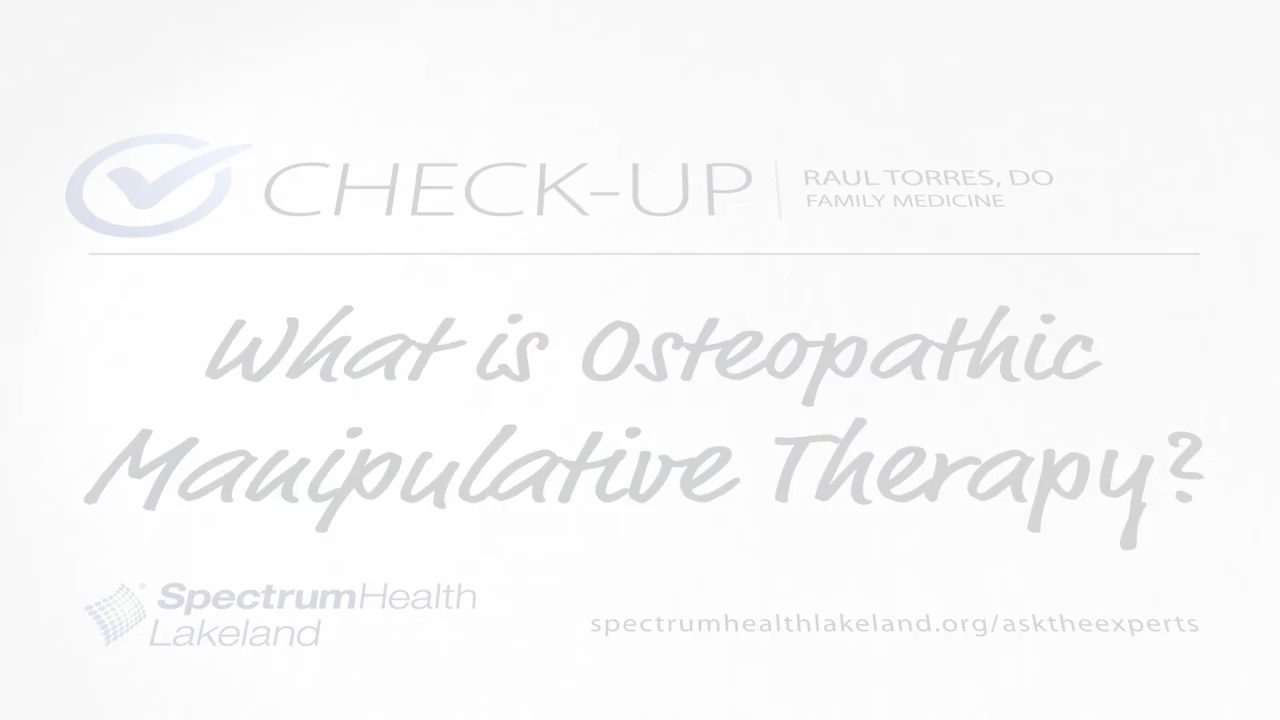 CHECK-UP
RAUL TORRES, DO
FAMILY MEDICINE
What is Osteopathic
Manipulative Therapy?
SpectrumHealth
Lakeland
spectrumhealthlakeland.org/asktheexperts